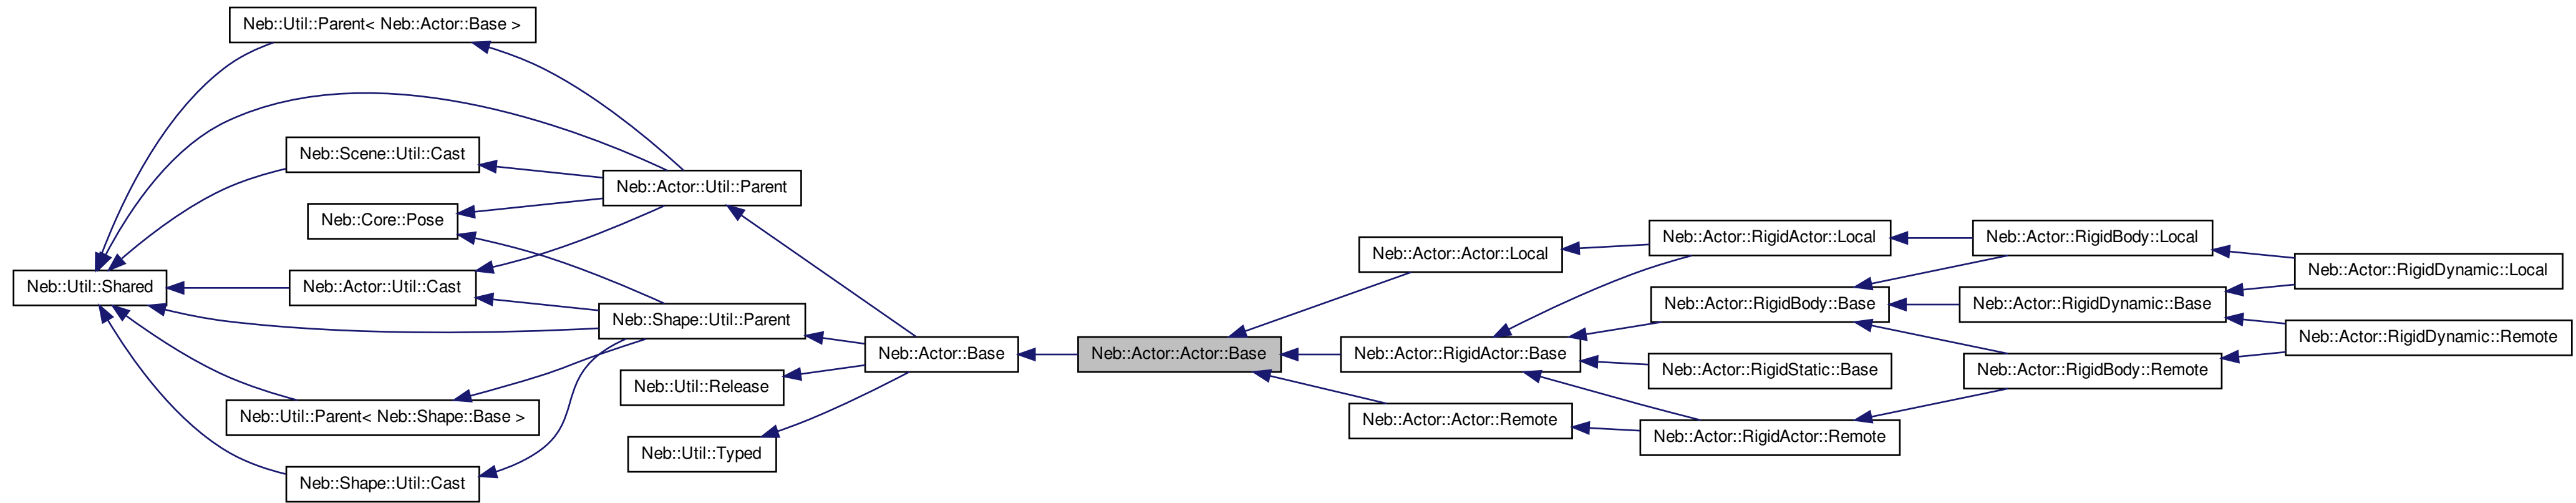 Neb::Util::Parent< Neb::Actor::Base >
Neb::Scene::Util::Cast
Neb::Actor::Util::Parent
Neb::Core::Pose
Neb::Util::Shared
Neb::Actor::Util::Cast
Neb::Shape::Util::Parent
Neb::Actor::Base
Neb::Util::Release
Neb::Util::Parent< Neb::Shape::Base >
Neb::Util::Typed
Neb::Shape::Util::Cast
Neb::Actor::Actor::Base
Neb::Actor::Actor::Local
Neb::Actor::RigidActor::Base
Neb::Actor::Actor::Remote
Neb::Actor::RigidActor::Local
Neb::Actor::RigidBody::Base
Neb::Actor::RigidStatic::Base
Neb::Actor::RigidActor::Remote
Neb::Actor::RigidBody::Local
Neb::Actor::RigidDynamic::Base
Neb::Actor::RigidBody::Remote
Neb::Actor::RigidDynamic::Local
Neb::Actor::RigidDynamic::Remote